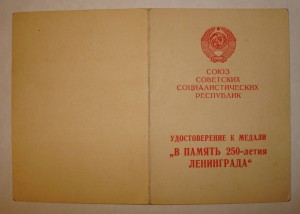 СОЮЗ
СОВЕТСКИХ
СОЦИАЛИСТИЧЕСКИХ
РЕСПУБЛИК
УДОСТОВЕРЕНИЕ К МЕДАЛИ
„В ПАМЯТЬ 250-летия
ЛЕНИНГРАДА“